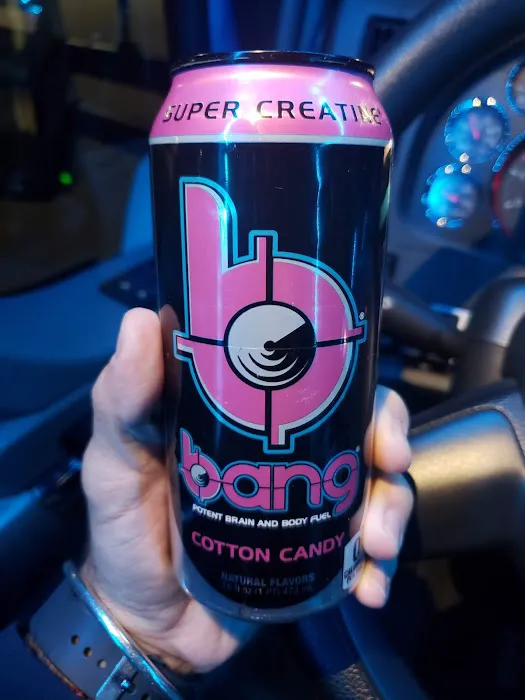 SUPER CREATINE
bang
POTENT BRAIN AND BODY FUEL
COTTON CANDY
NATURAL FLAVORS